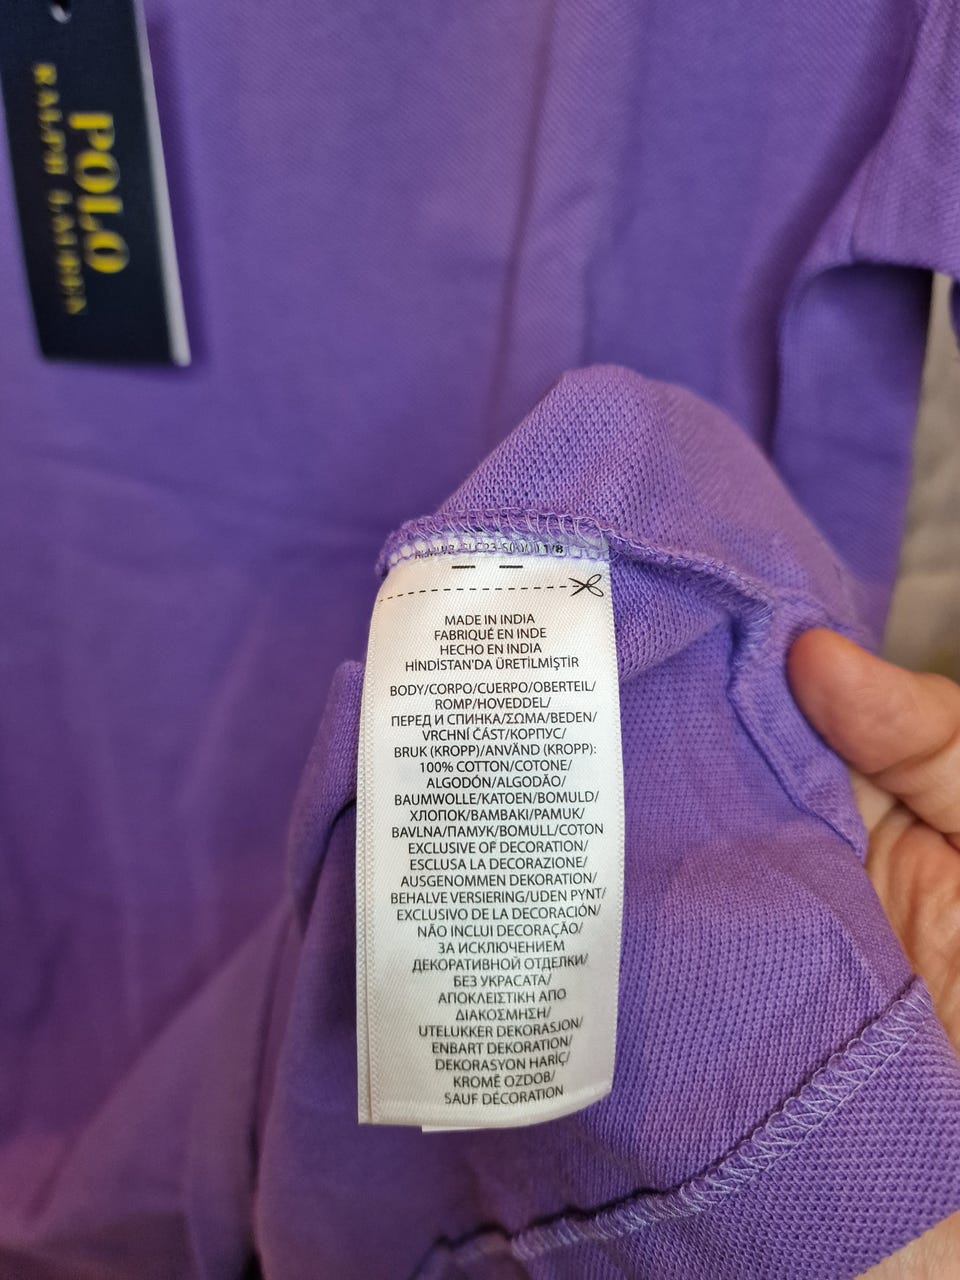 POLO
RALPH LAUREN
1/8
MADE IN INDIA
FABRIQUÉ EN INDE
HECHO EN INDIA
HİNDİSTAN'DA ÜRETİLMİŞTİR
BODY/CORPO/CUERPO/OBERTEIL/
ROMP/HOVEDDEL/
ПЕРЕД И СПИНКА/ΣΩΜΑ/BEDEN/
VRCHNÍ ČÁST/КОРПУС/
BRUK (KROPP)/ANVÄND (KROPP):
100% COTTON/COTONE/
ALGODÓN/ALGODÃO/
BAUMWOLLE/KATOEN/BOMULD/
ХЛОПОК/ΒΑΜΒΑΚΙ/PAMUK/
BAVLNA/ПАМУК/BOMULL/COTON
EXCLUSIVE OF DECORATION/
ESCLUSA LA DECORAZIONE/
AUSGENOMMEN DEKORATION/
BEHALVE VERSIERING/UDEN PYNT/
EXCLUSIVO DE LA DECORACIÓN/
NÃO INCLUI DECORAÇÃO/
ЗА ИСКЛЮЧЕНИЕМ
ДЕКОРАТИВНОЙ ОТДЕЛКИ/
БЕЗ УКРАСАТА/
ΑΠΟΚΛΕΙΣΤΙΚΗ ΑΠΟ
ΔΙΑΚΟΣΜΗΣΗ/
UTELUKKER DEKORASJON/
ENBART DEKORATION/
DEKORASYON HARİÇ/
KROMĚ OZDOB/
SAUF DÉCORATION